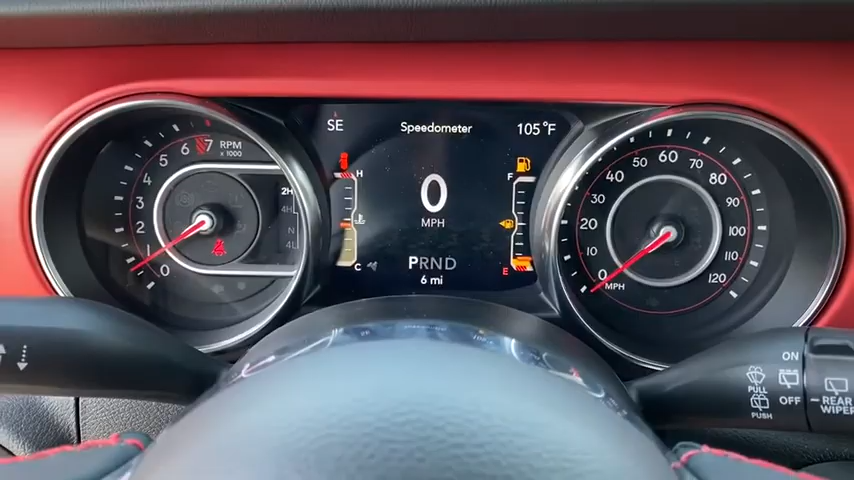 SE
Speedometer
105°F
RPM
x1000
0
1
2
3
4
5
6
7
2H
4H
N
4L
H
C
0
MPH
F
E
PRND
6 mi
0
10
20
30
40
50
60
70
80
90
100
110
120
MPH
ON
OFF
PULL
PUSH
REAR
WIPER